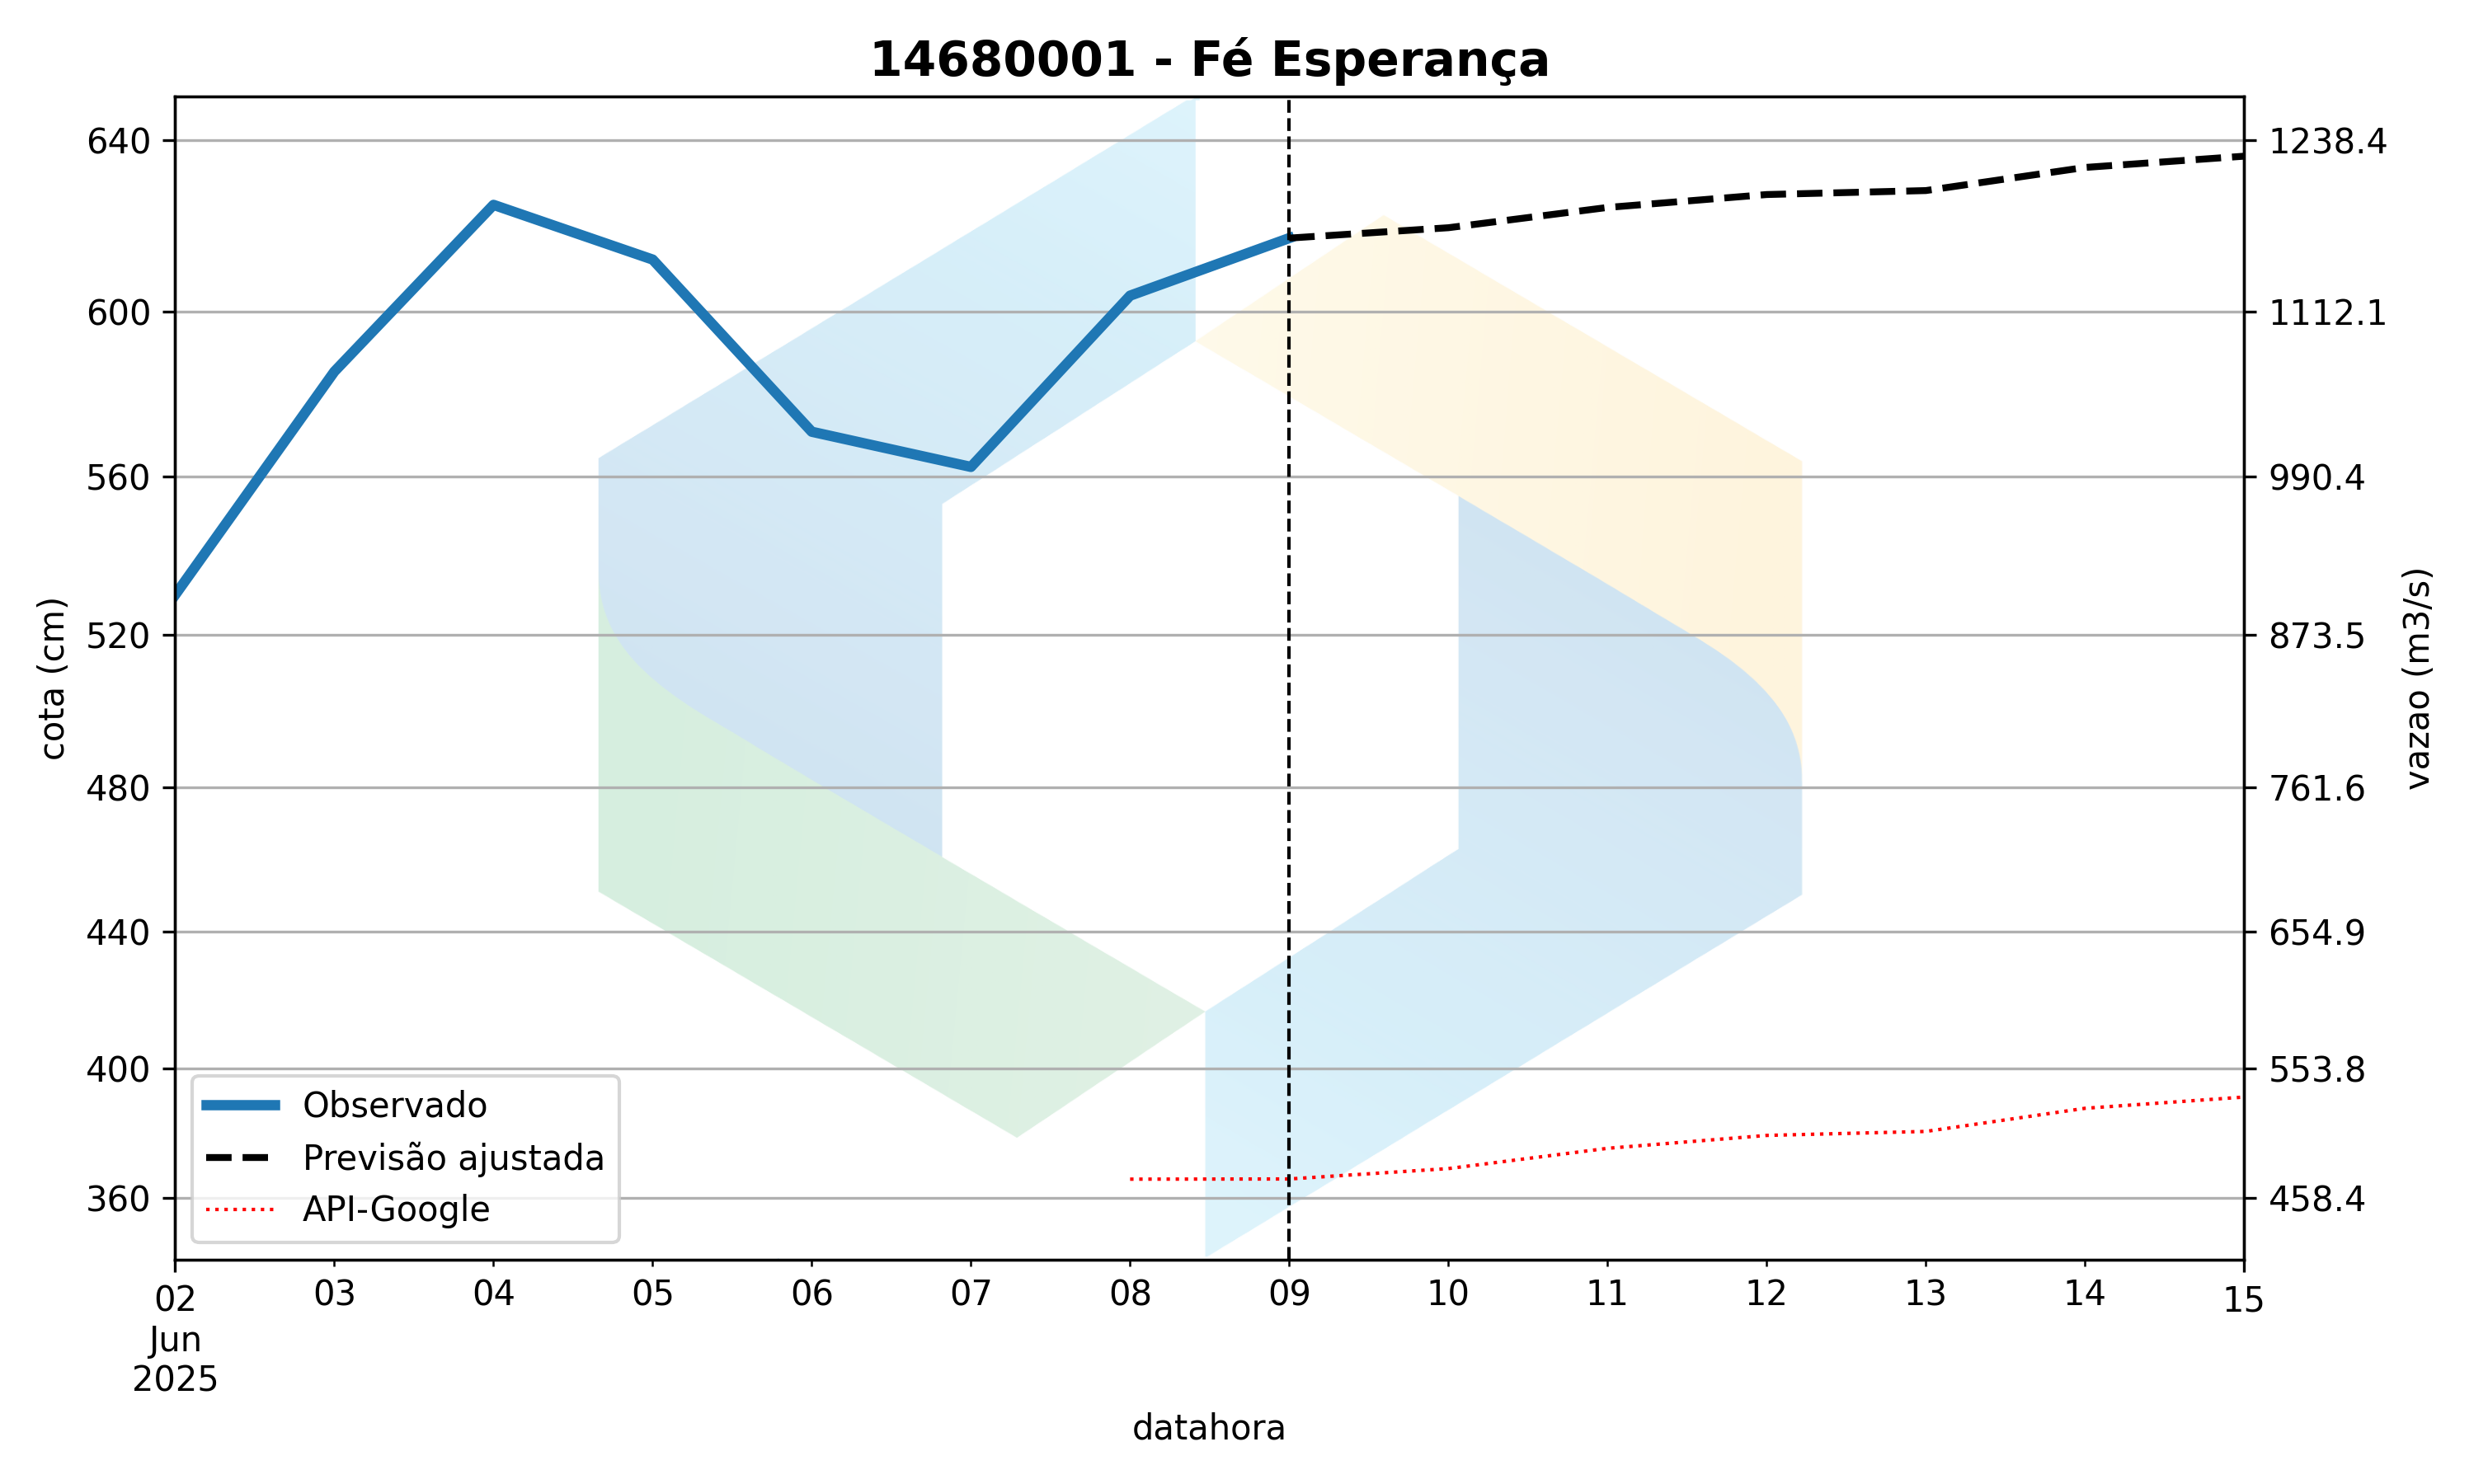 14680001 - Fé Esperança
640
600
560
520
480
440
400
360
cota (cm)
1238.4
1112.1
990.4
873.5
761.6
654.9
553.8
458.4
vazao (m3/s)
Observado
Previsão ajustada
API-Google
02 03 04 05 06 07 08 09 10 11 12 13 14 15
Jun
2025
datahora